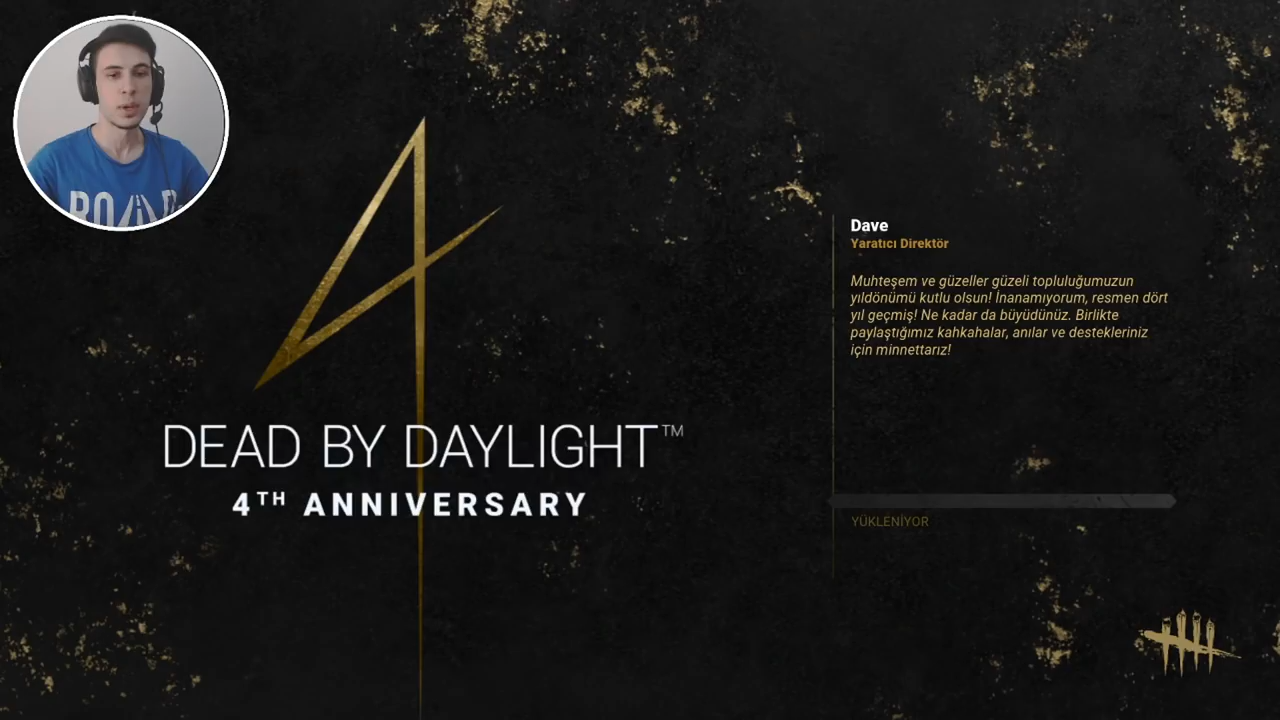 DEAD BY DAYLIGHT™
4TH ANNIVERSARY
Dave
Yaratıcı Direktör
Muhteşem ve güzeller güzeli topluluğumuzun
yıldönümü kutlu olsun! İnanamıyorum, resmen dört
yıl geçmiş! Ne kadar da büyüdünüz. Birlikte
paylaştığımız kahkahalar, anılar ve destekleriniz
için minnettarız!
YÜKLENİYOR